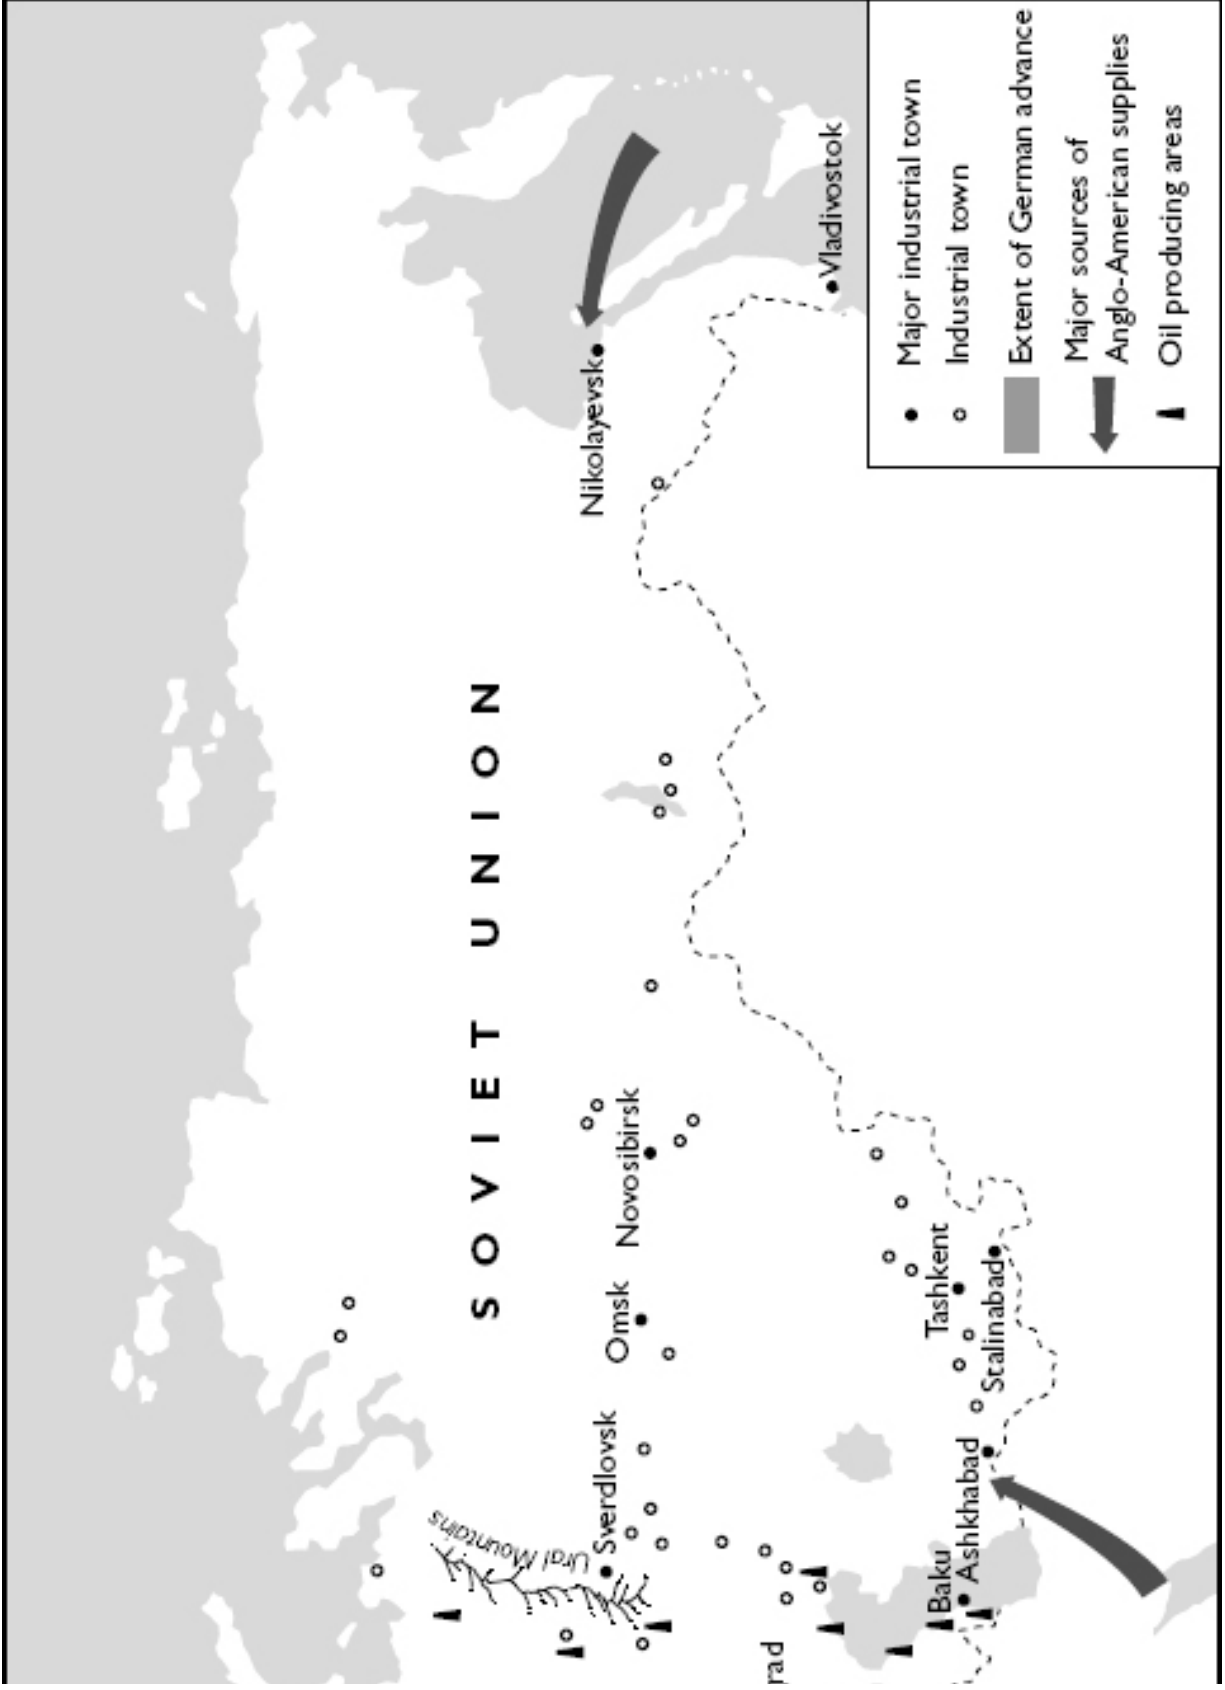 SOVIET UNION
Nikolayevsk
Vladivostok
Novosibirsk
Omsk
Sverdlovsk
Ural Mountains
Tashkent
Stalinabad
Ashkhabad
Baku
rad
Major industrial town
Industrial town
Extent of German advance
Major sources of
Anglo-American supplies
Oil producing areas